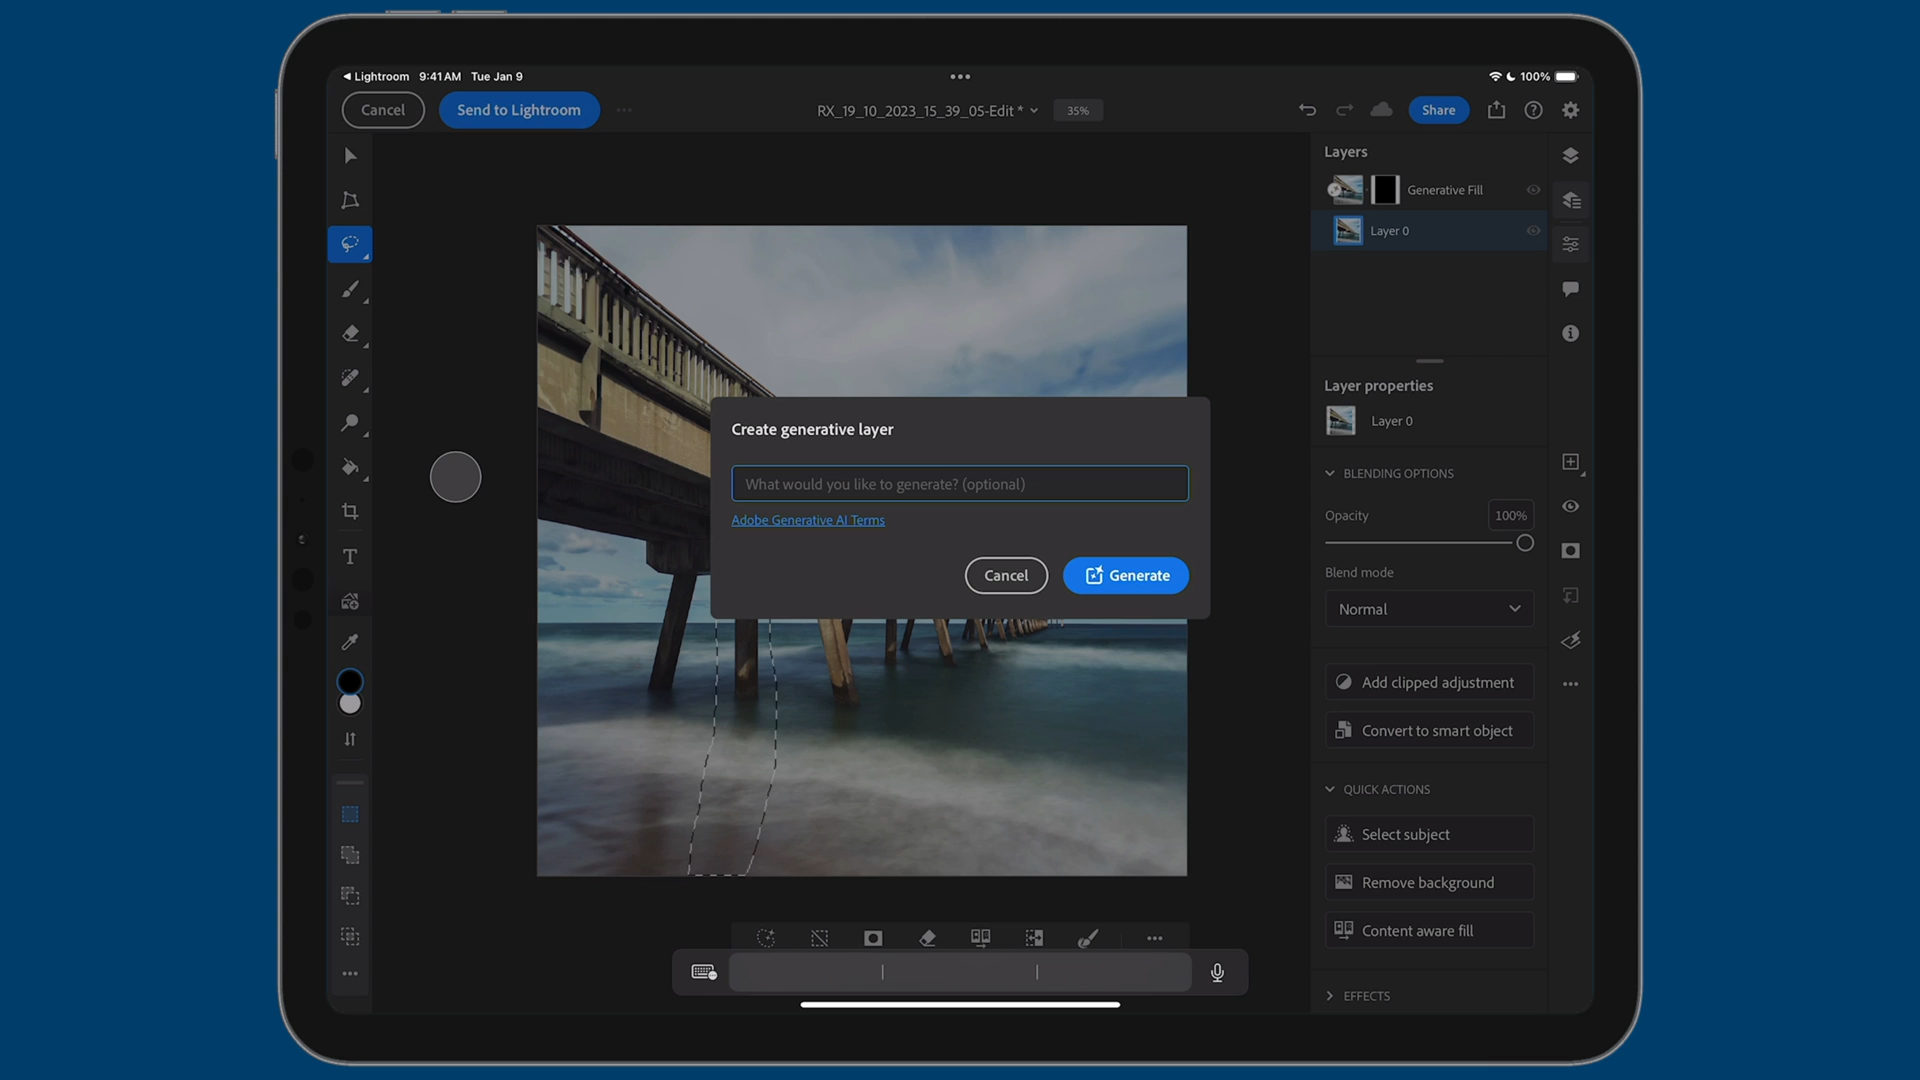 Lightroom 9:41 AM Tue Jan 9
100%
Cancel
Send to Lightroom
RX_19_10_2023_15_39_05-Edit *
35%
Share
Layers
Generative Fill
Layer 0
Layer properties
Layer 0
BLENDING OPTIONS
Opacity
100%
Blend mode
Normal
Add clipped adjustment
Convert to smart object
QUICK ACTIONS
Select subject
Remove background
Content aware fill
EFFECTS
Create generative layer
What would you like to generate? (optional)
Adobe Generative AI Terms
Cancel
Generate